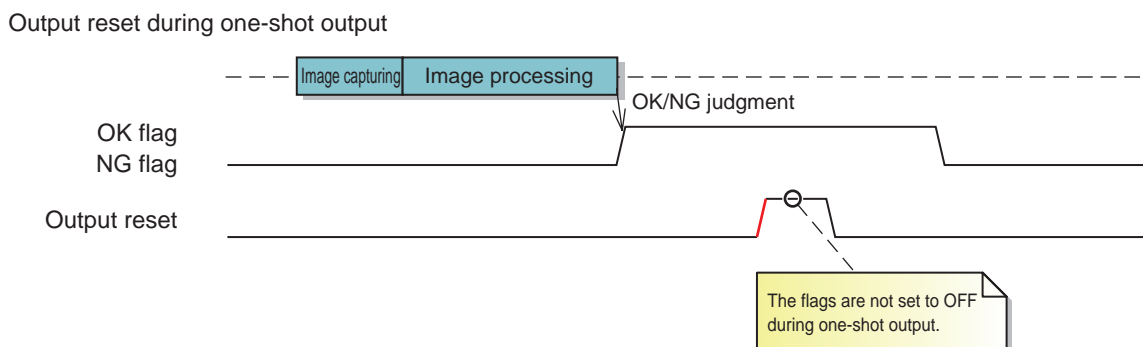 Output reset during one-shot output
Image capturing
Image processing
OK/NG judgment
OK flag
NG flag
Output reset
The flags are not set to OFF
during one-shot output.